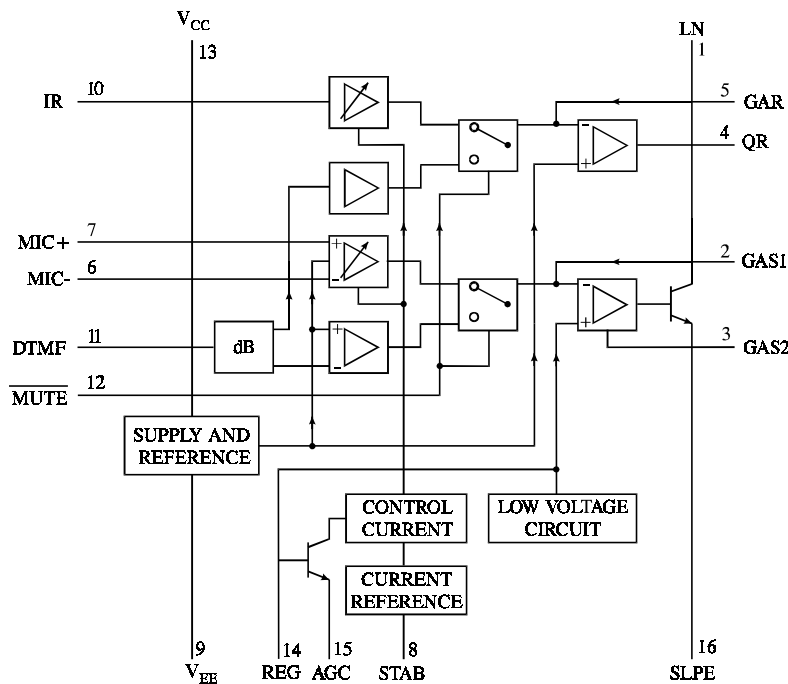 V_CC
13
LN
1
IR
10
5
GAR
4
QR
-
+
MIC+
7
+
-
2
GAS1
MIC-
6
-
+
DTMF
11
dB
+
-
3
GAS2
MUTE
12
SUPPLY AND
REFERENCE
CONTROL
CURRENT
LOW VOLTAGE
CIRCUIT
CURRENT
REFERENCE
9
V_EE
14
REG
15
AGC
8
STAB
16
SLPE